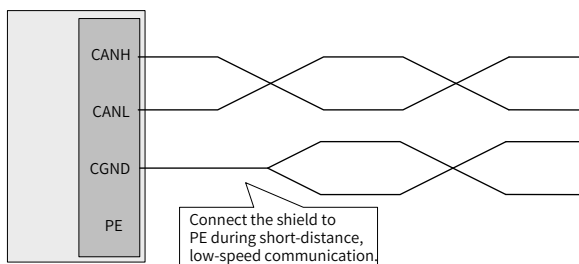 CANH
CANL
CGND
PE
Connect the shield to
PE during short-distance,
low-speed communication.